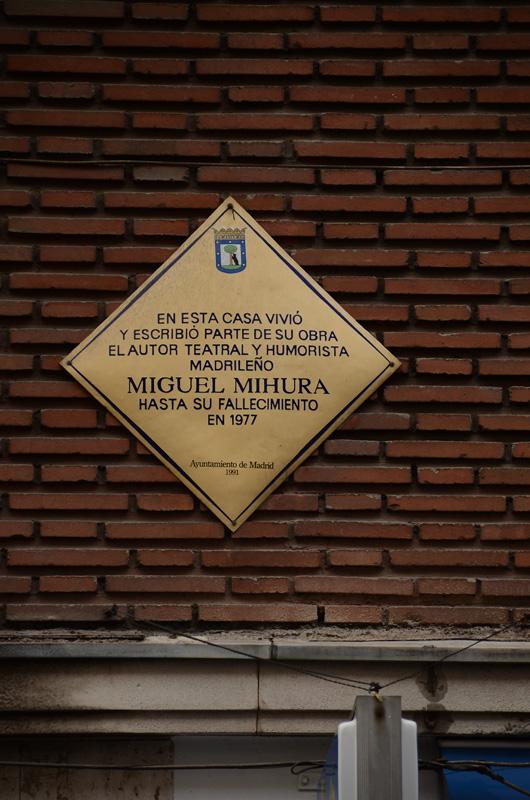 EN ESTA CASA VIVIÓ
Y ESCRIBIÓ PARTE DE SU OBRA
EL AUTOR TEATRAL Y HUMORISTA
MADRILEÑO
MIGUEL MIHURA
HASTA SU FALLECIMIENTO
EN 1977
Ayuntamiento de Madrid
1991